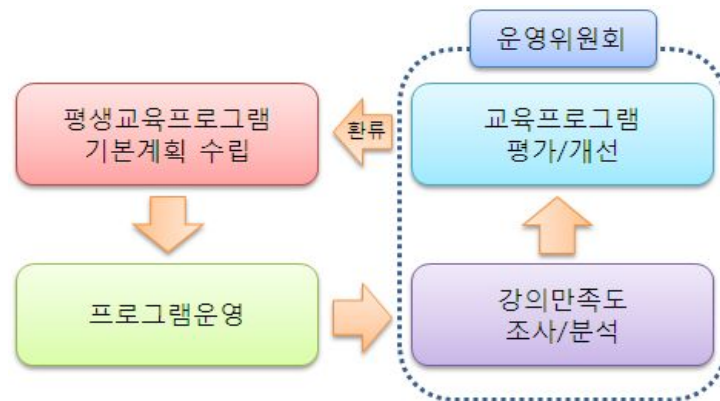 운영위원회
평생교육프로그램
기본계획 수립
환류
교육프로그램
평가/개선
프로그램운영
강의만족도
조사/분석